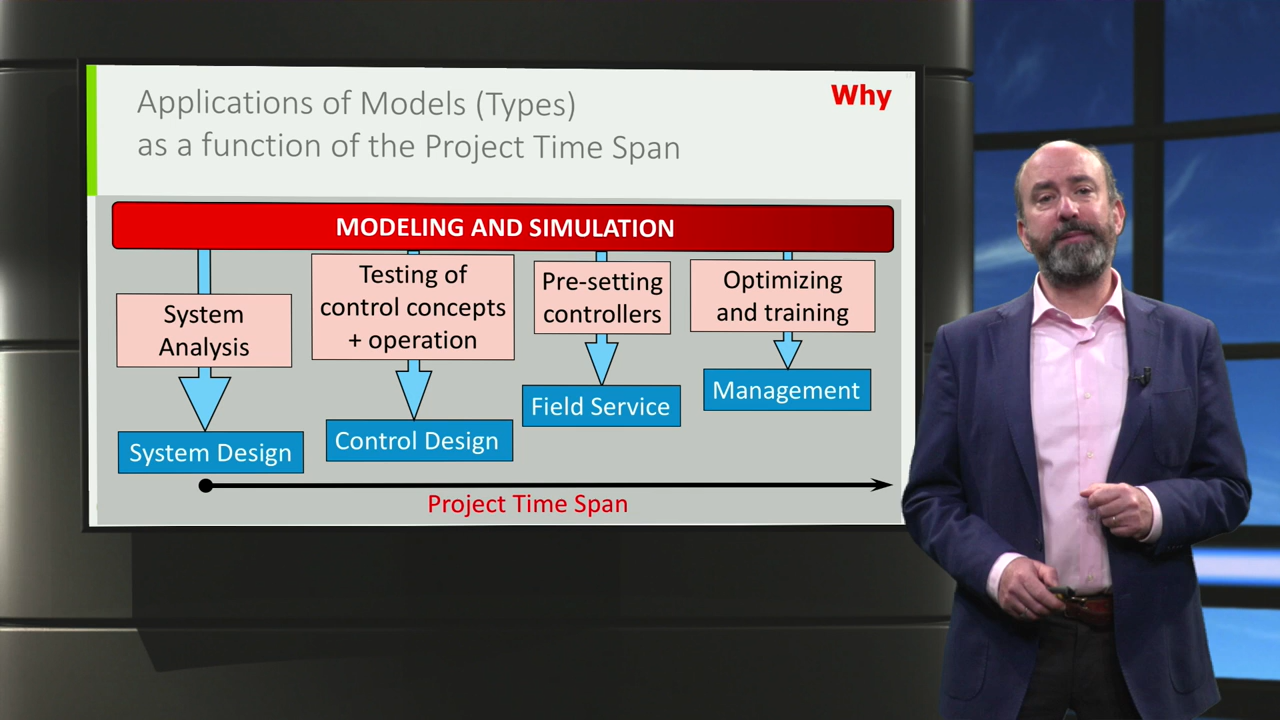 Applications of Models (Types)
as a function of the Project Time Span
Why
MODELING AND SIMULATION
System
Analysis
Testing of
control concepts
+ operation
Pre-setting
controllers
Optimizing
and training
System Design
Control Design
Field Service
Management
Project Time Span